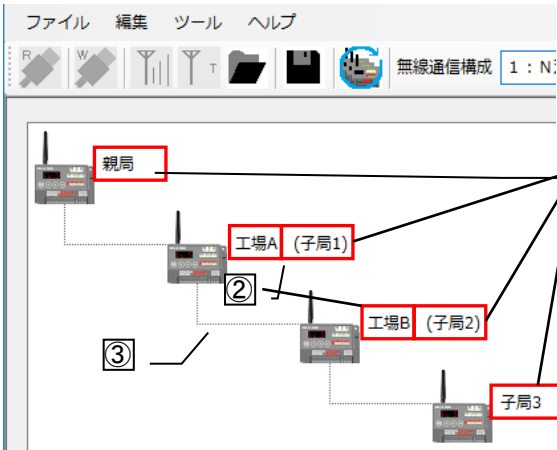 ファイル 編集 ツール ヘルプ
R W T 無線通信構成 1：N
親局
工場A (子局1)
②
工場B (子局2)
③
子局3